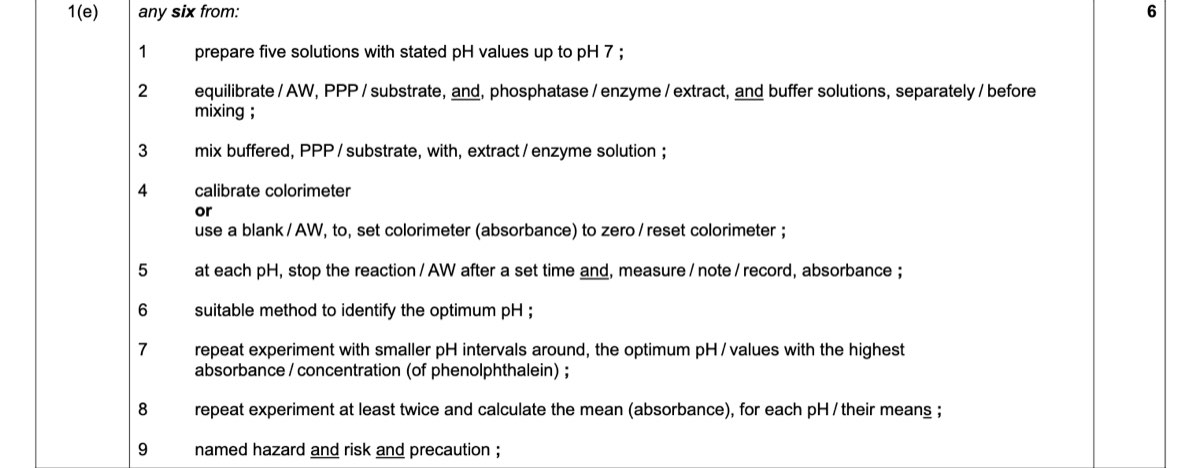 1(e) any six from: 6
1 prepare five solutions with stated pH values up to pH 7 ;
2 equilibrate / AW, PPP / substrate, and, phosphatase / enzyme / extract, and buffer solutions, separately / before
mixing ;
3 mix buffered, PPP / substrate, with, extract / enzyme solution ;
4 calibrate colorimeter
or
use a blank / AW, to, set colorimeter (absorbance) to zero / reset colorimeter ;
5 at each pH, stop the reaction / AW after a set time and, measure / note / record, absorbance ;
6 suitable method to identify the optimum pH ;
7 repeat experiment with smaller pH intervals around, the optimum pH / values with the highest
absorbance / concentration (of phenolphthalein) ;
8 repeat experiment at least twice and calculate the mean (absorbance), for each pH / their means ;
9 named hazard and risk and precaution ;